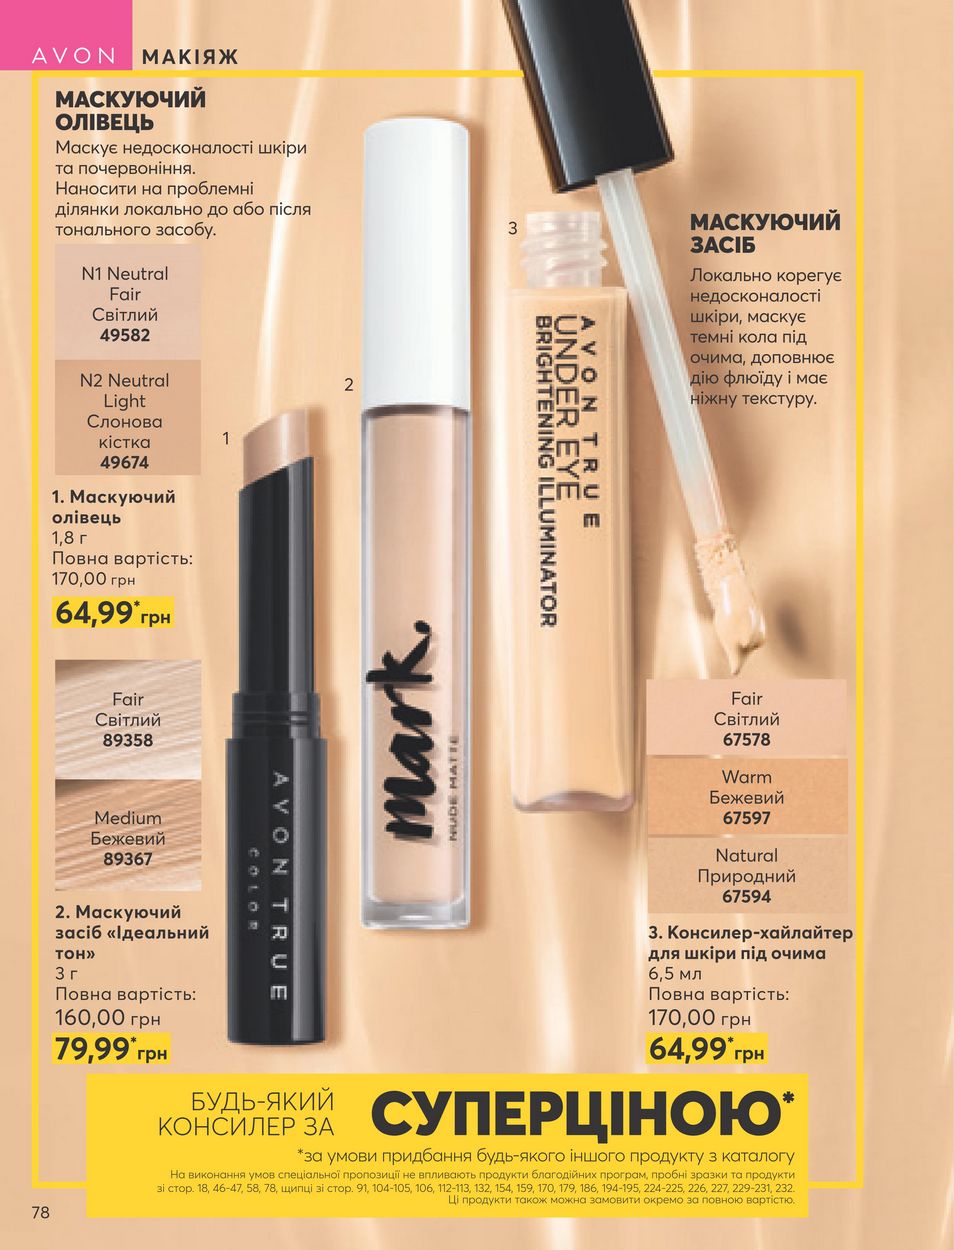 AVON МАКІЯЖ
МАСКУЮЧИЙ
ОЛІВЕЦЬ
Маскує недосконалості шкіри
та почервоніння.
Наносити на проблемні
ділянки локально до або після
тонального засобу.
N1 Neutral
Fair
Світлий
49582
N2 Neutral
Light
Слонова
кістка
49674
1
1. Маскуючий
олівець
1,8 г
Повна вартість:
170,00 грн
64,99*грн
Fair
Світлий
89358
Medium
Бежевий
89367
2. Маскуючий
засіб «Ідеальний
тон»
3 г
Повна вартість:
160,00 грн
79,99*грн
AVON TRUE
COLOR
2
mark.
NUDE MATTE
3
AVON TRUE
UNDER EYE
BRIGHTENING ILLUMINATOR
МАСКУЮЧИЙ
ЗАСІБ
Локально корегує
недосконалості
шкіри, маскує
темні кола під
очима, доповнює
дію флюїду і має
ніжну текстуру.
Fair
Світлий
67578
Warm
Бежевий
67597
Natural
Природний
67594
3. Консилер-хайлайтер
для шкіри під очима
6,5 мл
Повна вартість:
170,00 грн
64,99*грн
БУДЬ-ЯКИЙ
КОНСИЛЕР ЗА
СУПЕРЦІНОЮ*
*за умови придбання будь-якого іншого продукту з каталогу
На виконання умов спеціальної пропозиції не впливають продукти благодійних програм, пробні зразки та продукти
зі стор. 18, 46-47, 58, 78, щипці зі стор. 91, 104-105, 106, 112-113, 132, 154, 159, 170, 179, 186, 194-195, 224-225, 226, 227, 229-231, 232.
Ці продукти також можна замовити окремо за повною вартістю.
78